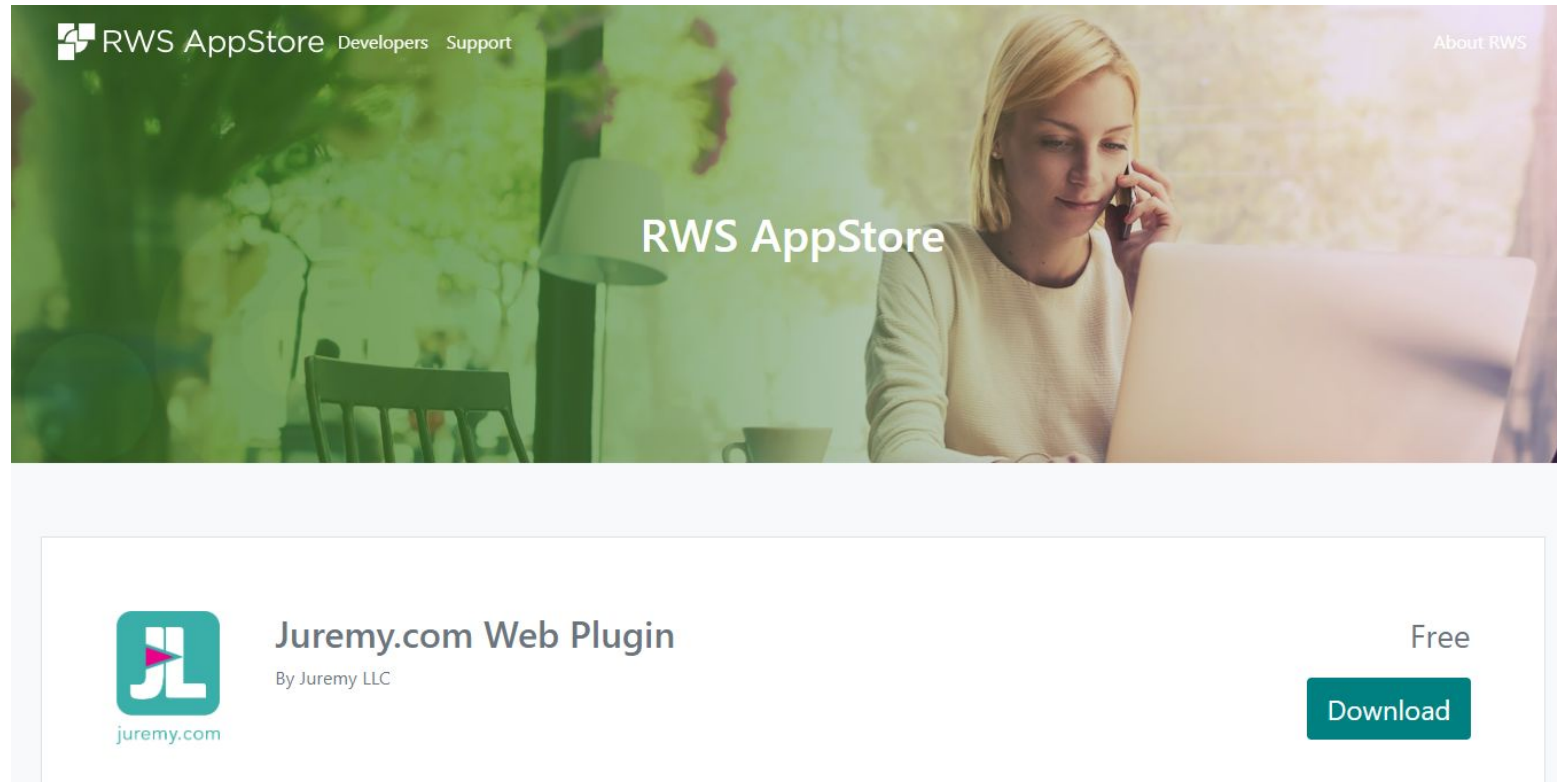 RWS AppStore Developers Support About RWS
RWS AppStore
JL
juremy.com
Juremy.com Web Plugin
By Juremy LLC
Free
Download